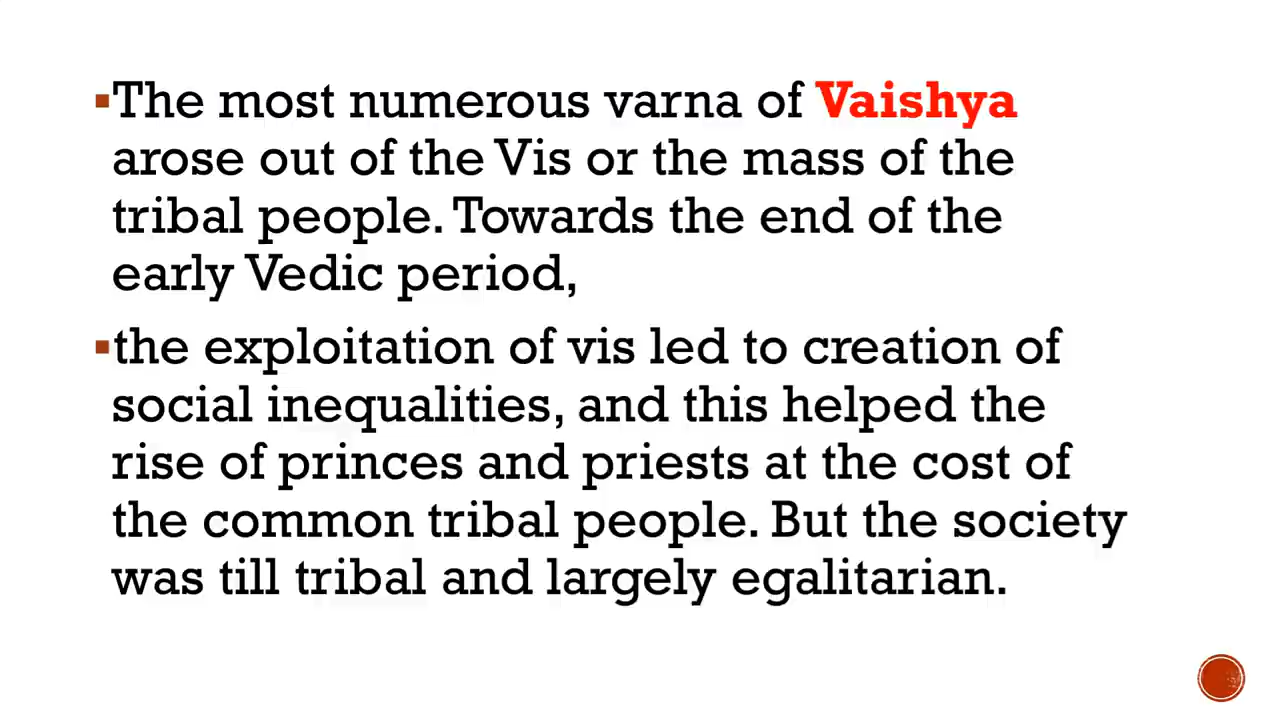 ▪The most numerous varna of Vaishya
arose out of the Vis or the mass of the
tribal people. Towards the end of the
early Vedic period,
▪the exploitation of vis led to creation of
social inequalities, and this helped the
rise of princes and priests at the cost of
the common tribal people. But the society
was till tribal and largely egalitarian.